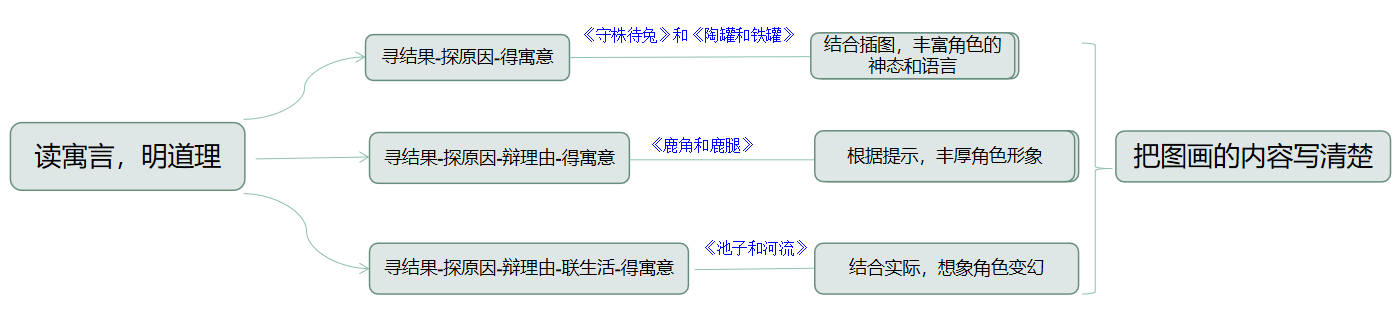 读寓言，明道理
寻结果-探原因-得寓意
《守株待兔》和《陶罐和铁罐》
结合插图，丰富角色的
神态和语言
寻结果-探原因-辩理由-得寓意
《鹿角和鹿腿》
根据提示，丰厚角色形象
寻结果-探原因-辩理由-联生活-得寓意
《池子和河流》
结合实际，想象角色变幻
把图画的内容写清楚